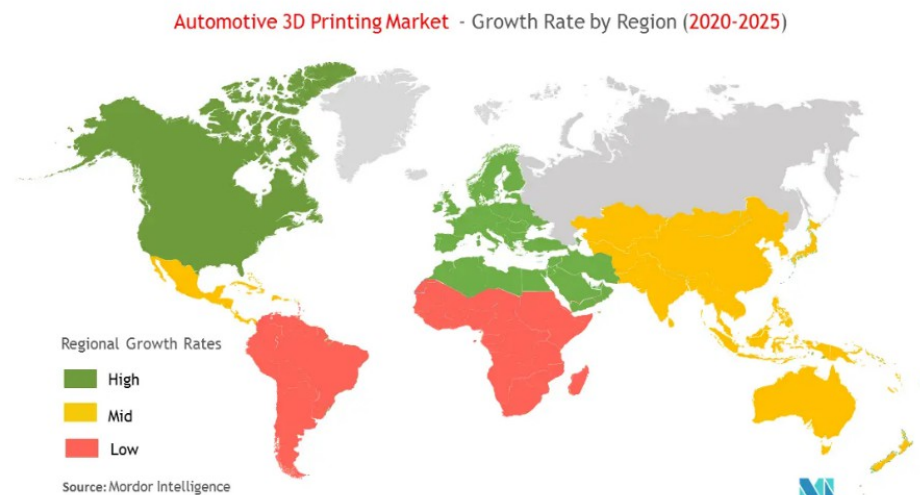 Automotive 3D Printing Market - Growth Rate by Region (2020-2025)
Regional Growth Rates
High
Mid
Low
Source: Mordor Intelligence